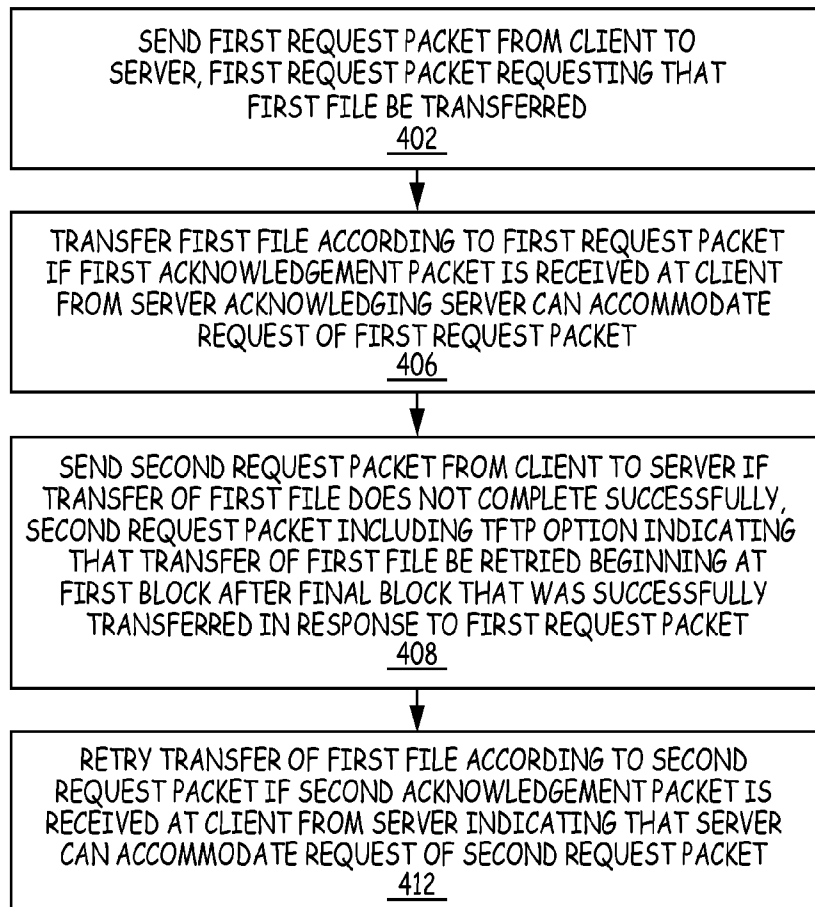 SEND FIRST REQUEST PACKET FROM CLIENT TO
SERVER, FIRST REQUEST PACKET REQUESTING THAT
FIRST FILE BE TRANSFERRED
402
TRANSFER FIRST FILE ACCORDING TO FIRST REQUEST PACKET
IF FIRST ACKNOWLEDGEMENT PACKET IS RECEIVED AT CLIENT
FROM SERVER ACKNOWLEDGING SERVER CAN ACCOMMODATE
REQUEST OF FIRST REQUEST PACKET
406
SEND SECOND REQUEST PACKET FROM CLIENT TO SERVER IF
TRANSFER OF FIRST FILE DOES NOT COMPLETE SUCCESSFULLY,
SECOND REQUEST PACKET INCLUDING TFTP OPTION INDICATING
THAT TRANSFER OF FIRST FILE BE RETRIED BEGINNING AT
FIRST BLOCK AFTER FINAL BLOCK THAT WAS SUCCESSFULLY
TRANSFERRED IN RESPONSE TO FIRST REQUEST PACKET
408
RETRY TRANSFER OF FIRST FILE ACCORDING TO SECOND
REQUEST PACKET IF SECOND ACKNOWLEDGEMENT PACKET IS
RECEIVED AT CLIENT FROM SERVER INDICATING THAT SERVER
CAN ACCOMMODATE REQUEST OF SECOND REQUEST PACKET
412